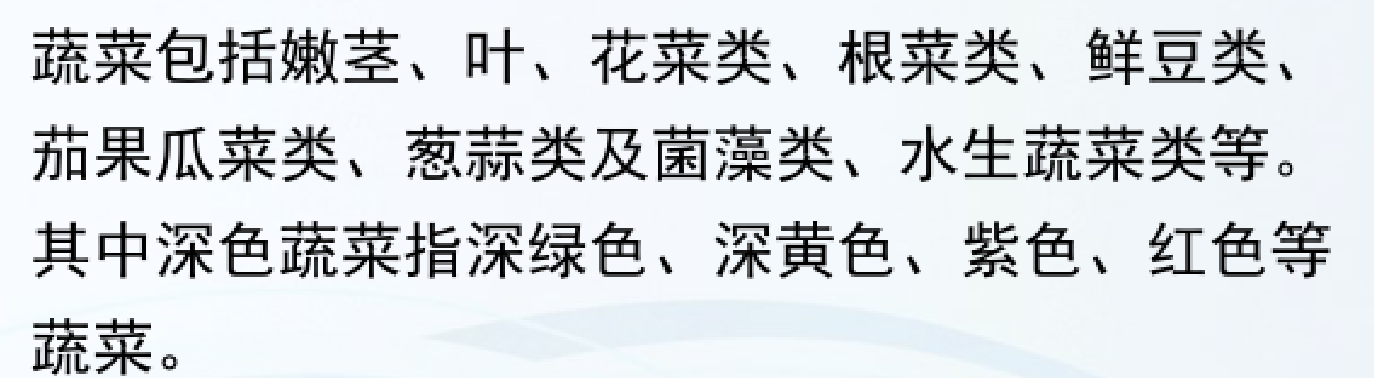 蔬菜包括嫩茎、叶、花菜类、根菜类、鲜豆类、
茄果瓜菜类、葱蒜类及菌藻类、水生蔬菜类等。
其中深色蔬菜指深绿色、深黄色、紫色、红色等
蔬菜。